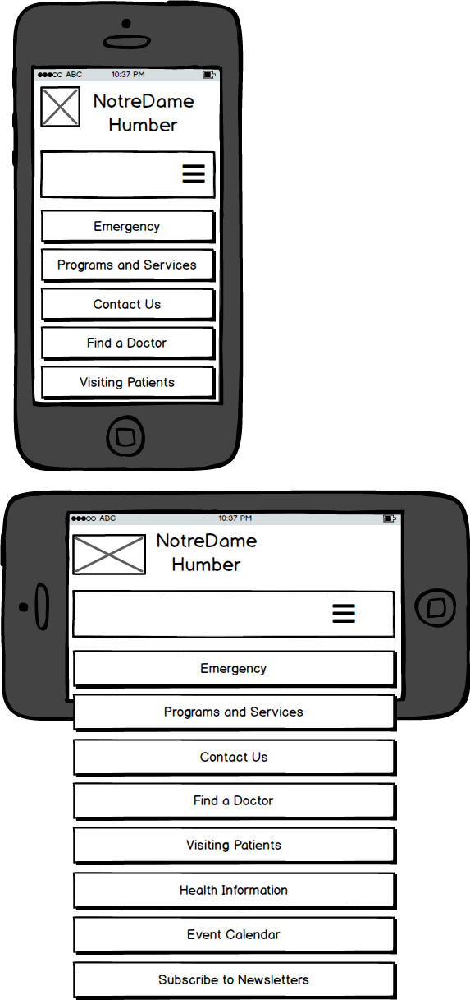 ABC 10:37 PM
NotreDame
Humber
Emergency
Programs and Services
Contact Us
Find a Doctor
Visiting Patients
ABC 10:37 PM
NotreDame
Humber
Emergency
Programs and Services
Contact Us
Find a Doctor
Visiting Patients
Health Information
Event Calendar
Subscribe to Newsletters